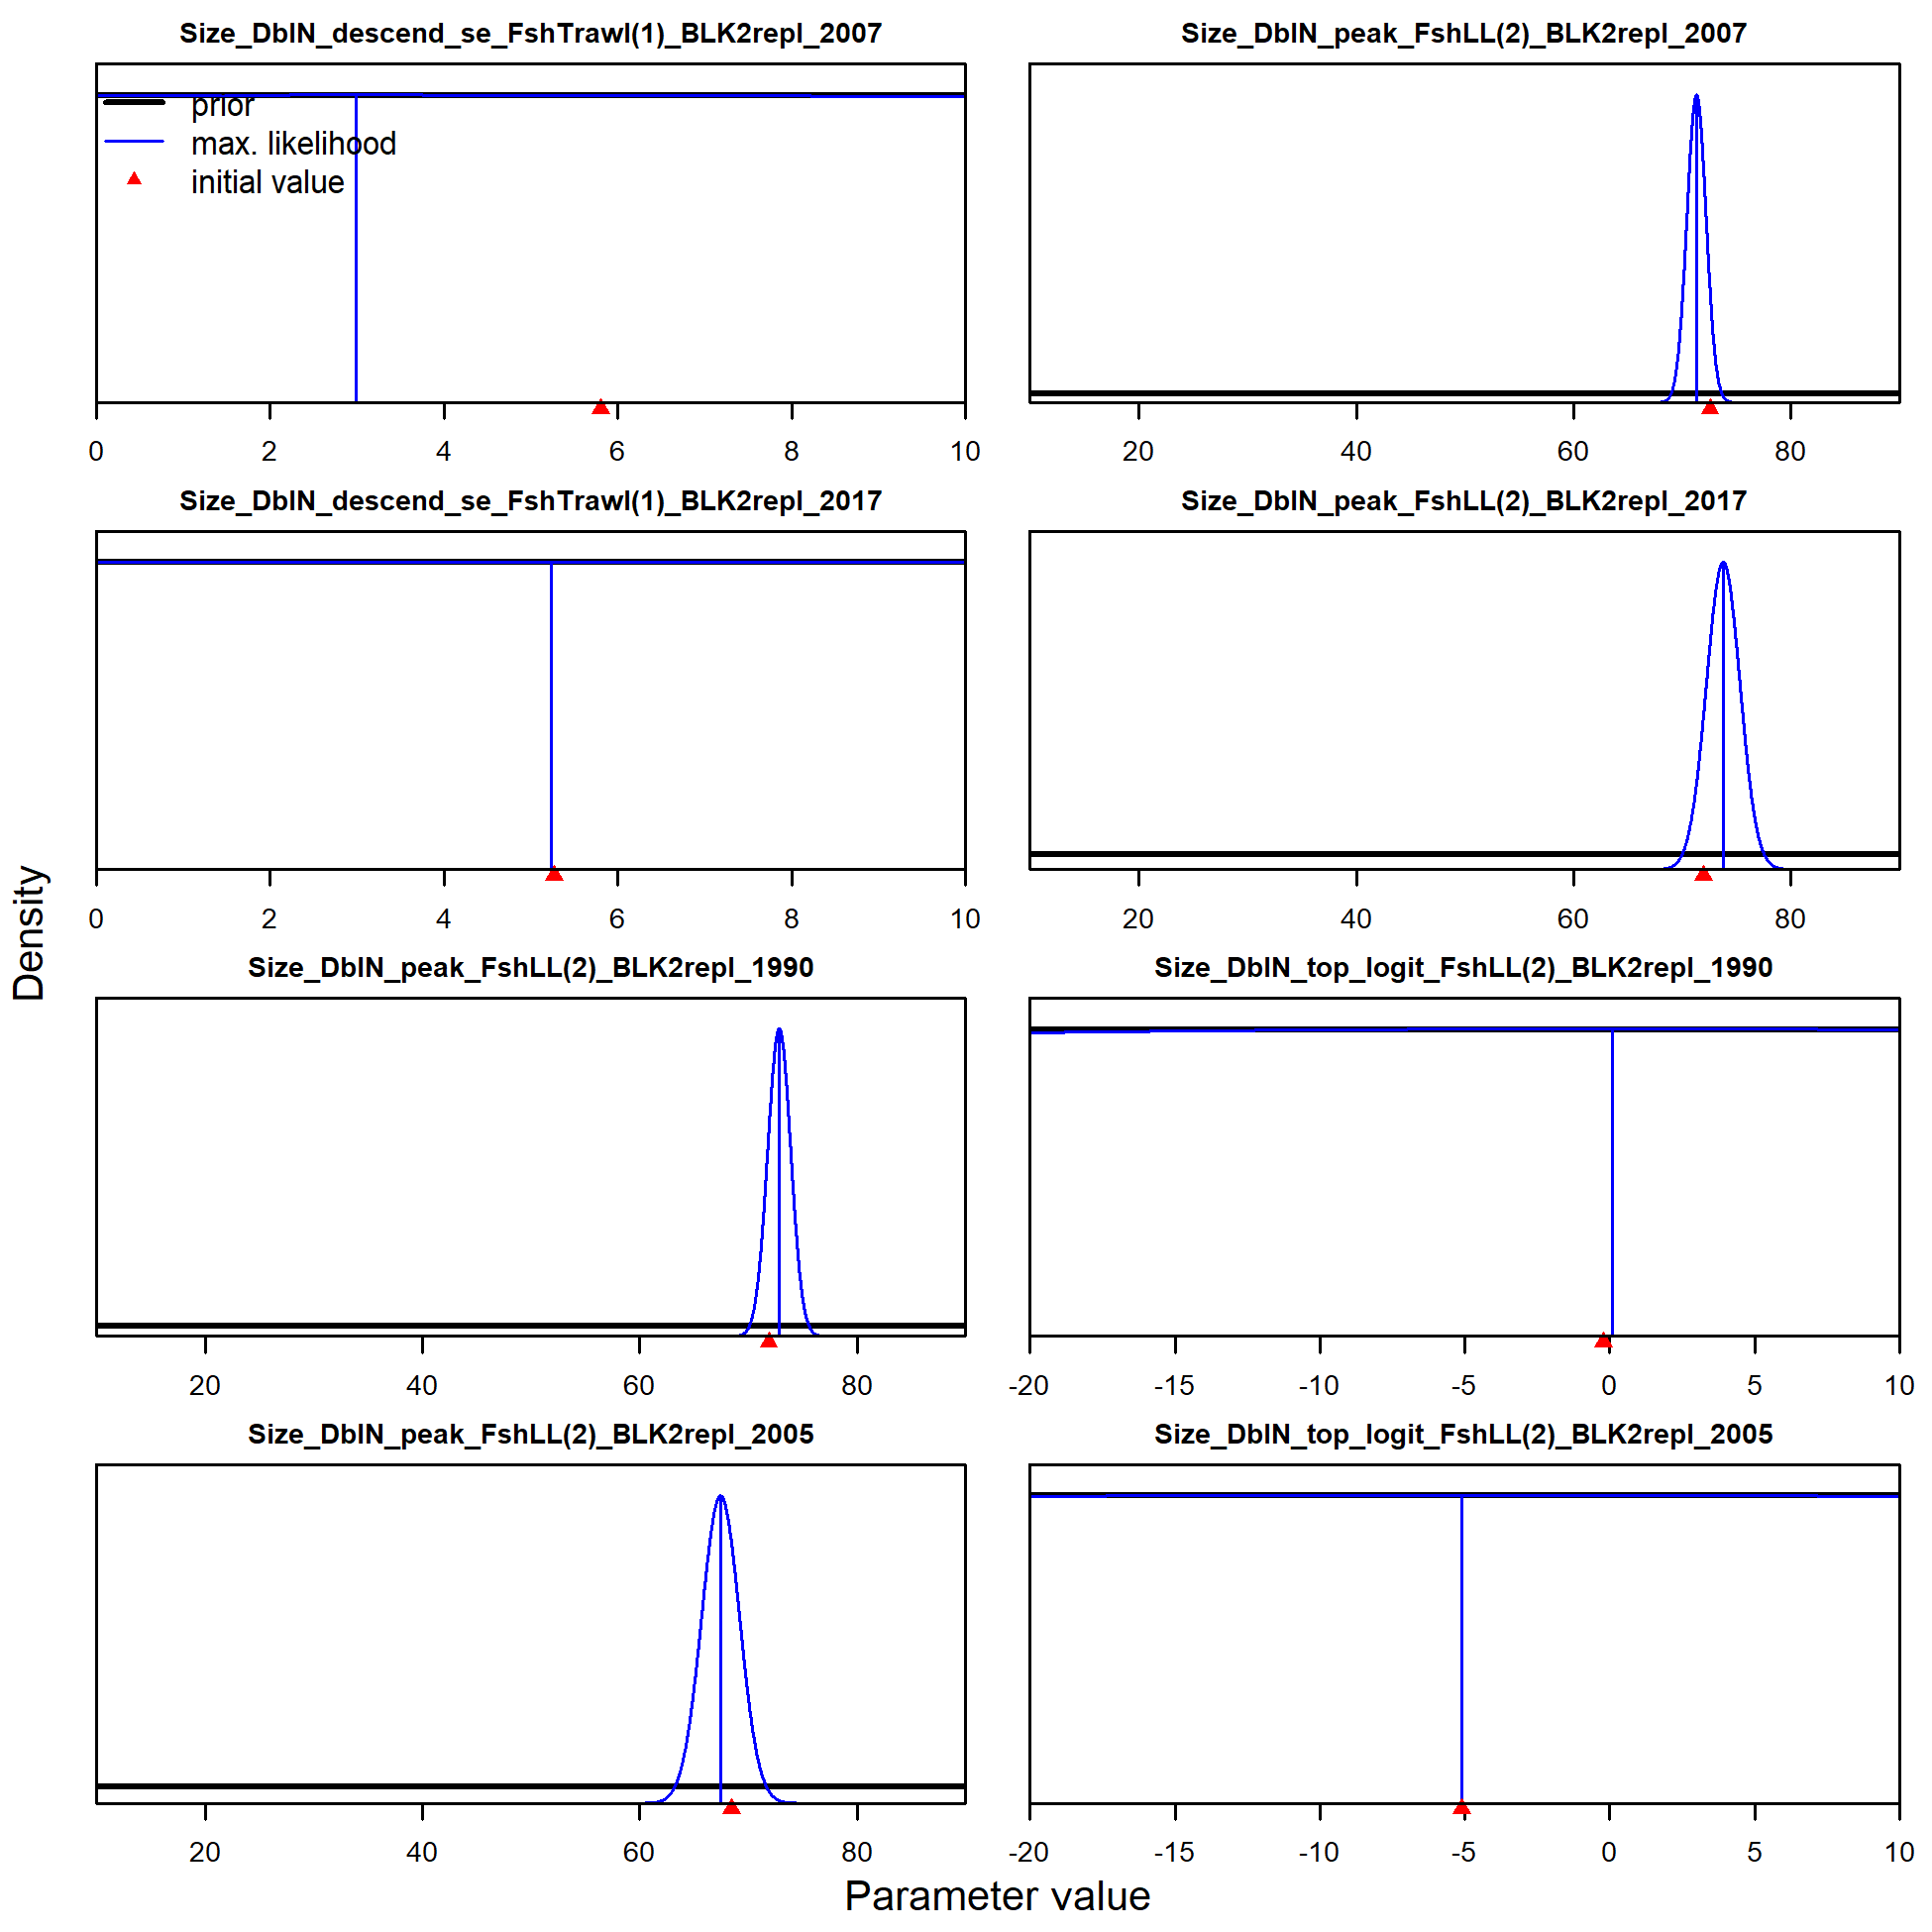 Size_DblN_descend_se_FshTrawl(1)_BLK2repl_2007
prior
max. likelihood
initial value
0 2 4 6 8 10
Size_DblN_peak_FshLL(2)_BLK2repl_2007
20 40 60 80
Size_DblN_descend_se_FshTrawl(1)_BLK2repl_2017
0 2 4 6 8 10
Size_DblN_peak_FshLL(2)_BLK2repl_2017
20 40 60 80
Size_DblN_peak_FshLL(2)_BLK2repl_1990
20 40 60 80
Size_DblN_top_logit_FshLL(2)_BLK2repl_1990
-20 -15 -10 -5 0 5 10
Size_DblN_peak_FshLL(2)_BLK2repl_2005
20 40 60 80
Size_DblN_top_logit_FshLL(2)_BLK2repl_2005
-20 -15 -10 -5 0 5 10
Density
Parameter value